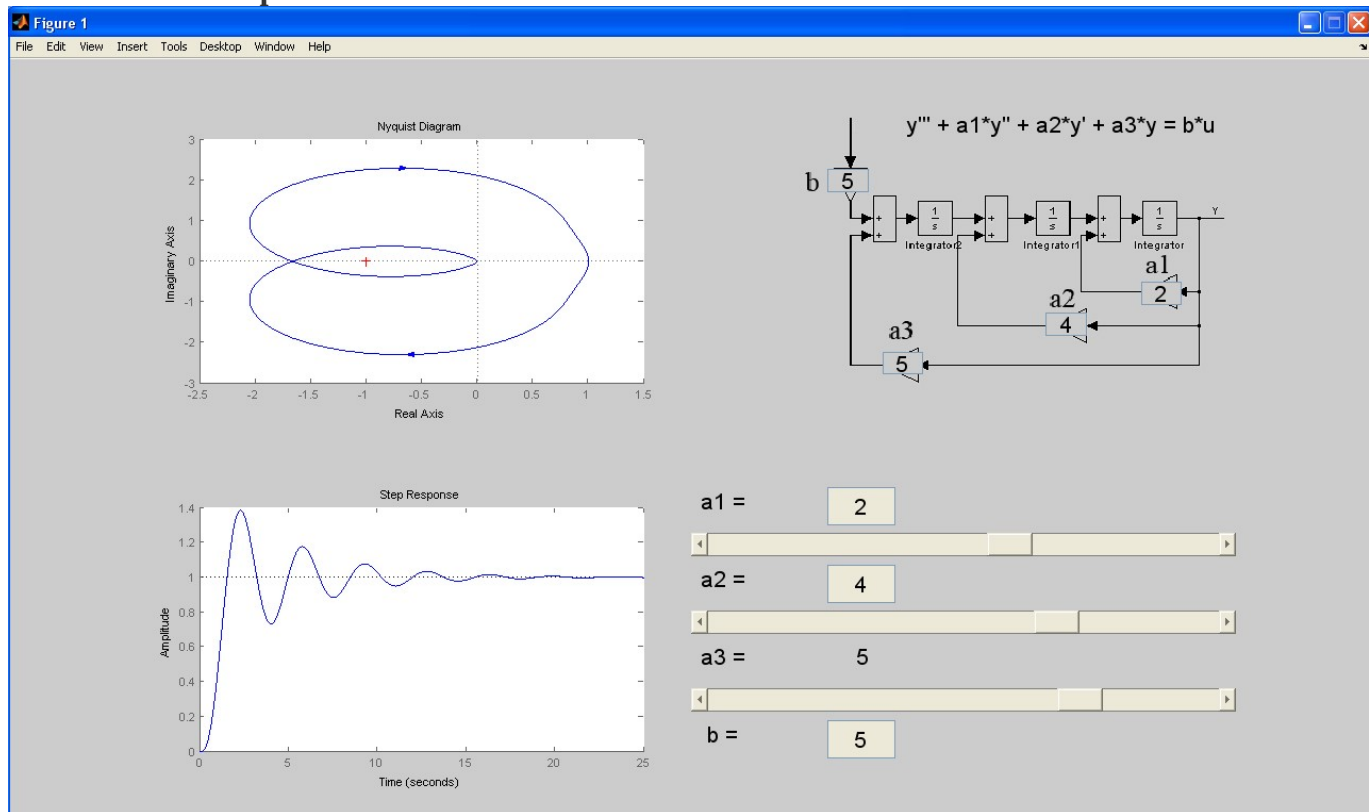 Figure 1
File Edit View Insert Tools Desktop Window Help
Nyquist Diagram
3
2
1
0
-1
-2
-3
-2.5 -2 -1.5 -1 -0.5 0 0.5 1 1.5
Imaginary Axis
Real Axis
y''' + a1*y'' + a2*y' + a3*y = b*u
b 5
+ + 1 s Integrator2
+ + 1 s Integrator1
+ + 1 s Integrator
Y
a1
2
a2
4
a3
5
Step Response
1.4
1.2
1
0.8
0.6
0.4
0.2
0
0 5 10 15 20 25
Amplitude
Time (seconds)
a1 = 2
a2 = 4
a3 = 5
b = 5